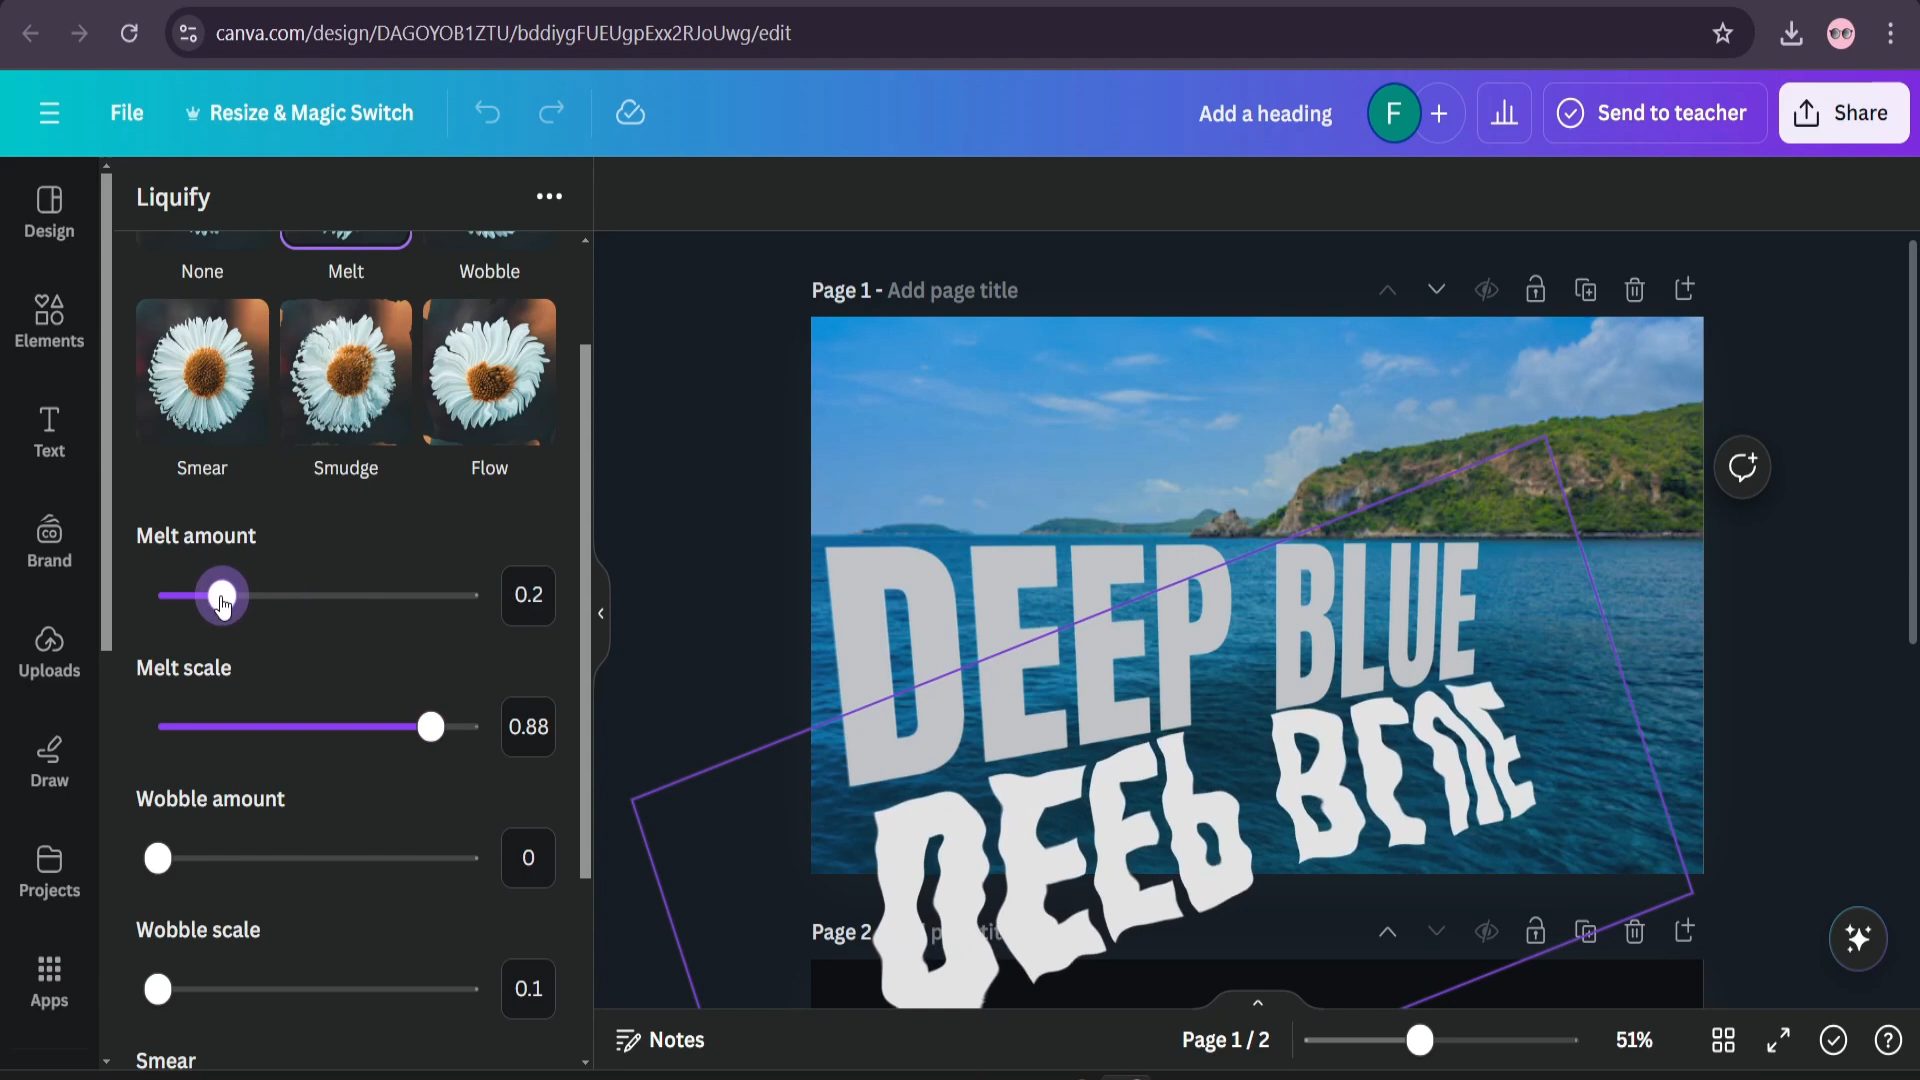 canva.com/design/DAGOYOB1ZTU/bddiygFUEUgpExx2RJoUwg/edit
File
Resize & Magic Switch
Add a heading
F
Send to teacher
Share
Design
Elements
Text
Brand
Uploads
Draw
Projects
Apps
Liquify
None
Melt
Wobble
Smear
Smudge
Flow
Melt amount
0.2
Melt scale
0.88
Wobble amount
0
Wobble scale
0.1
Smear
Page 1 - Add page title
DEEP BLUE
DEEP BLUE
Page 2
Notes
Page 1 / 2
51%